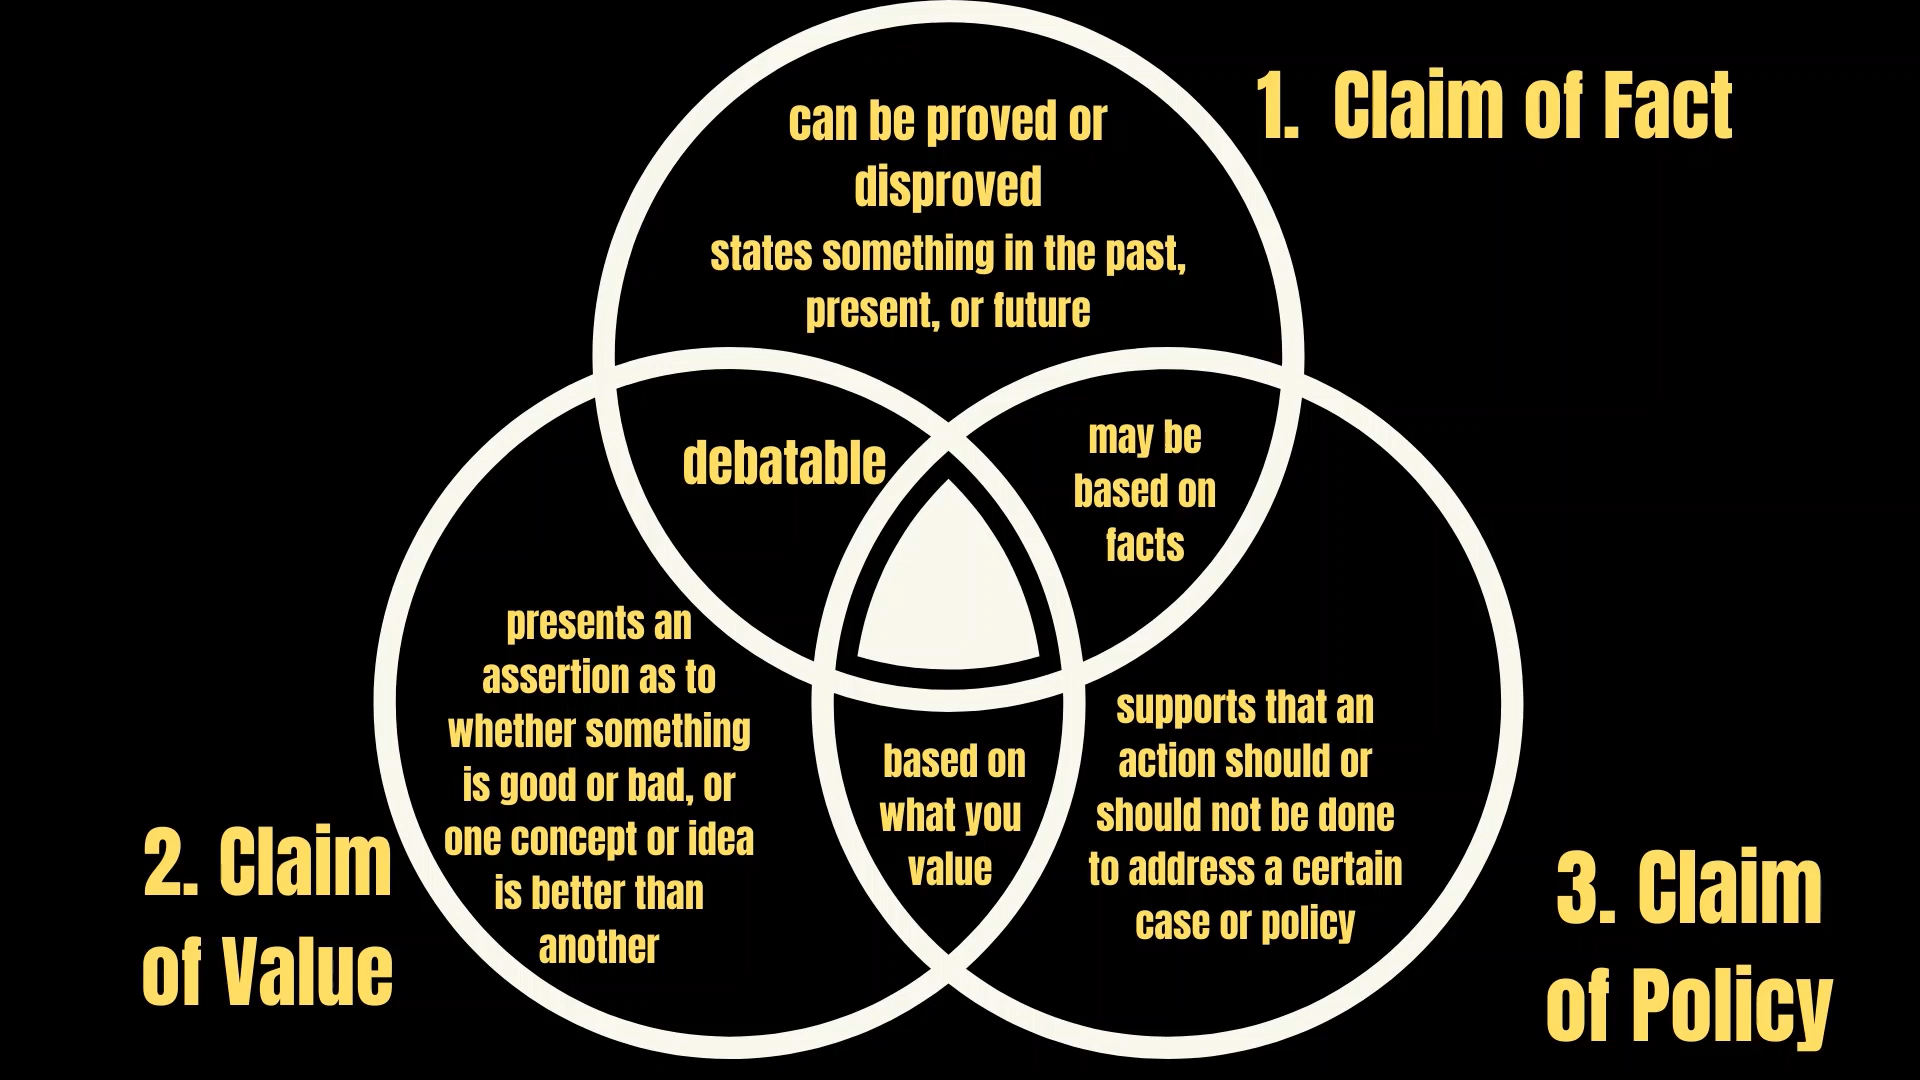 1. Claim of Fact
can be proved or
disproved
states something in the past,
present, or future
debatable
may be
based on
facts
presents an
assertion as to
whether something
is good or bad, or
one concept or idea
is better than
another
2. Claim
of Value
based on
what you
value
supports that an
action should or
should not be done
to address a certain
case or policy
3. Claim
of Policy